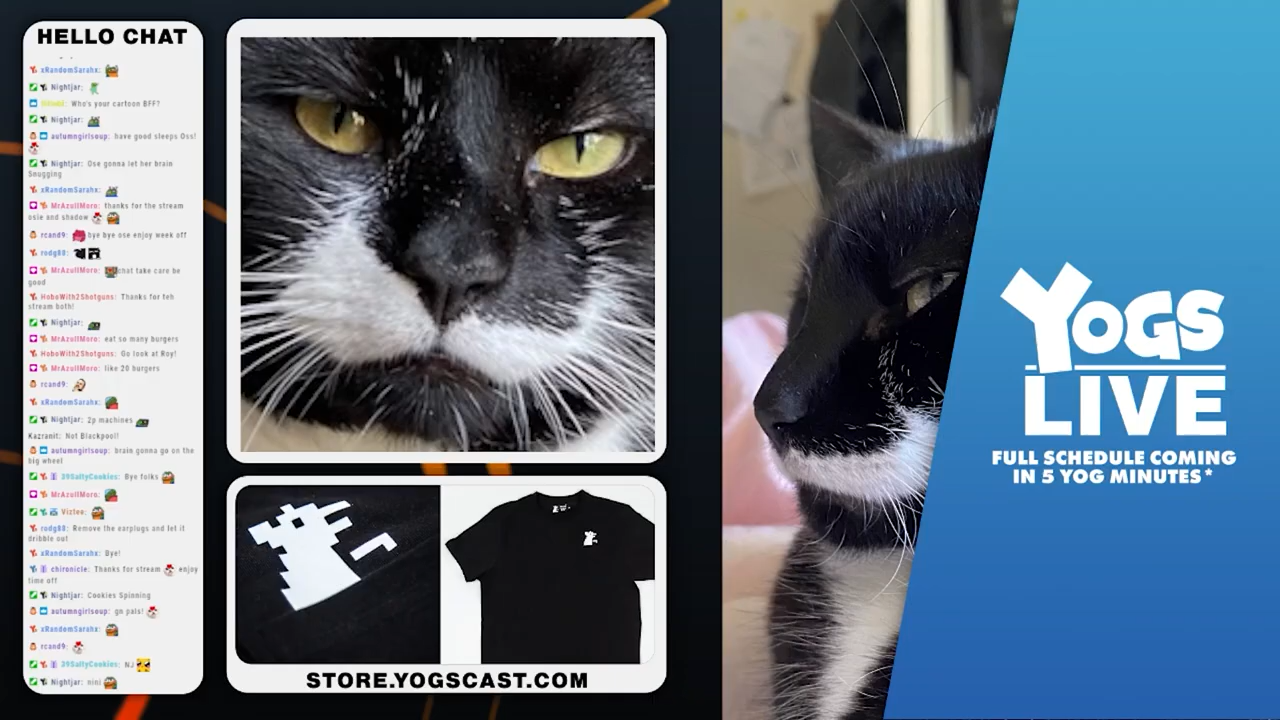 HELLO CHAT
xRandomSarahx:
Nightjar:
Who's your cartoon BFF?
Nightjar:
autumngirlsoup: have good sleeps Oss!
Nightjar: Ose gonna let her brain
Snugging
xRandomSarahx:
MrAzullMoro: thanks for the stream
osie and shadow
rcand9: bye bye ose enjoy week off
rodg88:
MrAzullMoro: chat take care be
good
HoboWith2Shotguns: Thanks for teh
stream both!
Nightjar:
MrAzullMoro: eat so many burgers
HoboWith2Shotguns: Go look at Roy!
MrAzullMoro: like 20 burgers
rcand9:
xRandomSarahx:
Nightjar: 2p machines
Kazranit: Not Blackpool!
autumngirlsoup: brain gonna go on the
big wheel
39SaltyCookies: Bye folks
MrAzullMoro:
Vizlee:
rodg88: Remove the earplugs and let it
dribble out
xRandomSarahx: Bye!
chironicle: Thanks for stream enjoy
time off
Nightjar: Cookies Spinning
autumngirlsoup: gn pals!
xRandomSarahx:
rcand9:
39SaltyCookies: NJ
Nightjar: nini
STORE.YOGSCAST.COM
YOGS
LIVE
FULL SCHEDULE COMING
IN 5 YOG MINUTES*